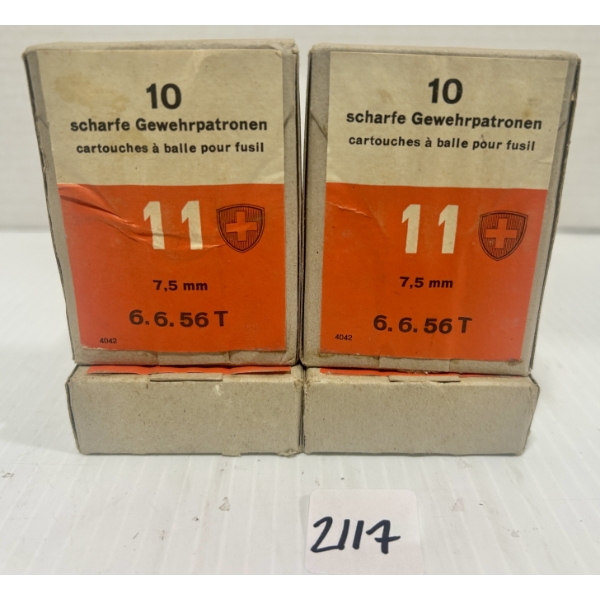 10
scharfe Gewehrpatronen
cartouches à balle pour fusil
11
7,5 mm
6.6.56 T
4042
10
scharfe Gewehrpatronen
cartouches à balle pour fusil
11
7,5 mm
6.6.56 T
4042
2117